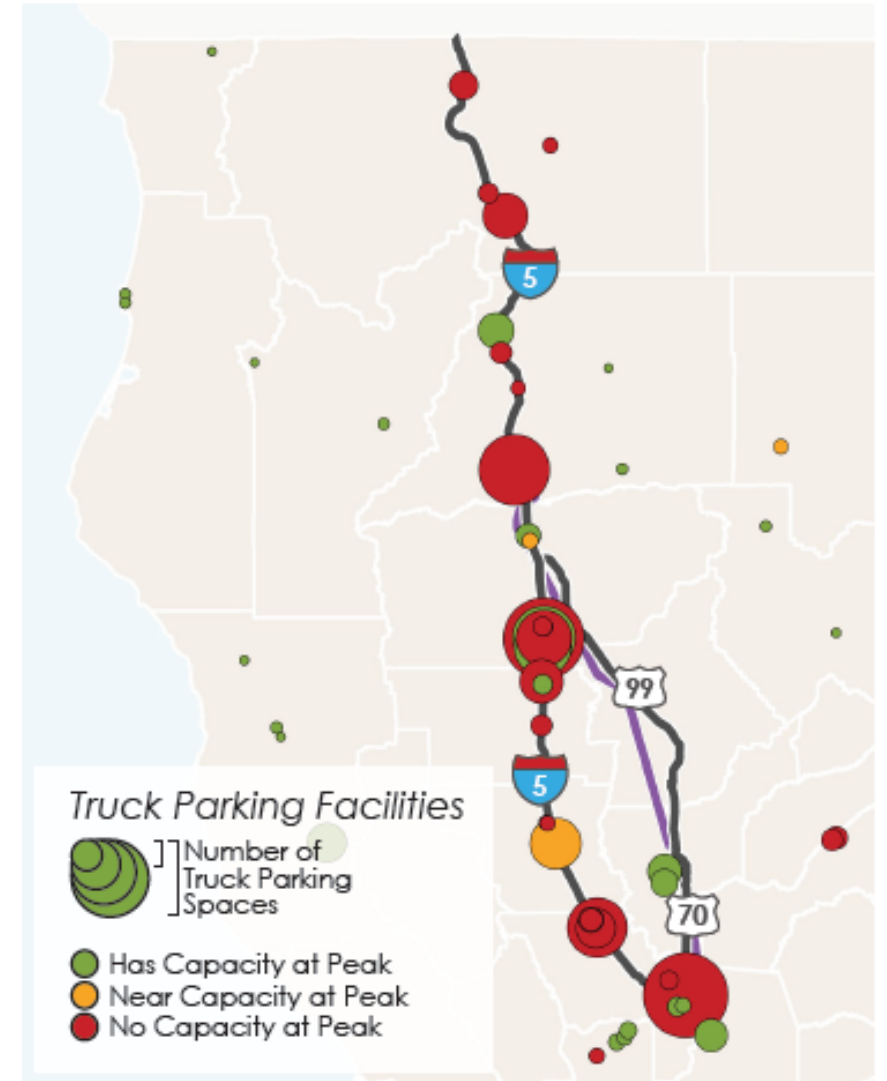 5
99
5
70
Truck Parking Facilities
Number of
Truck Parking
Spaces
Has Capacity at Peak
Near Capacity at Peak
No Capacity at Peak